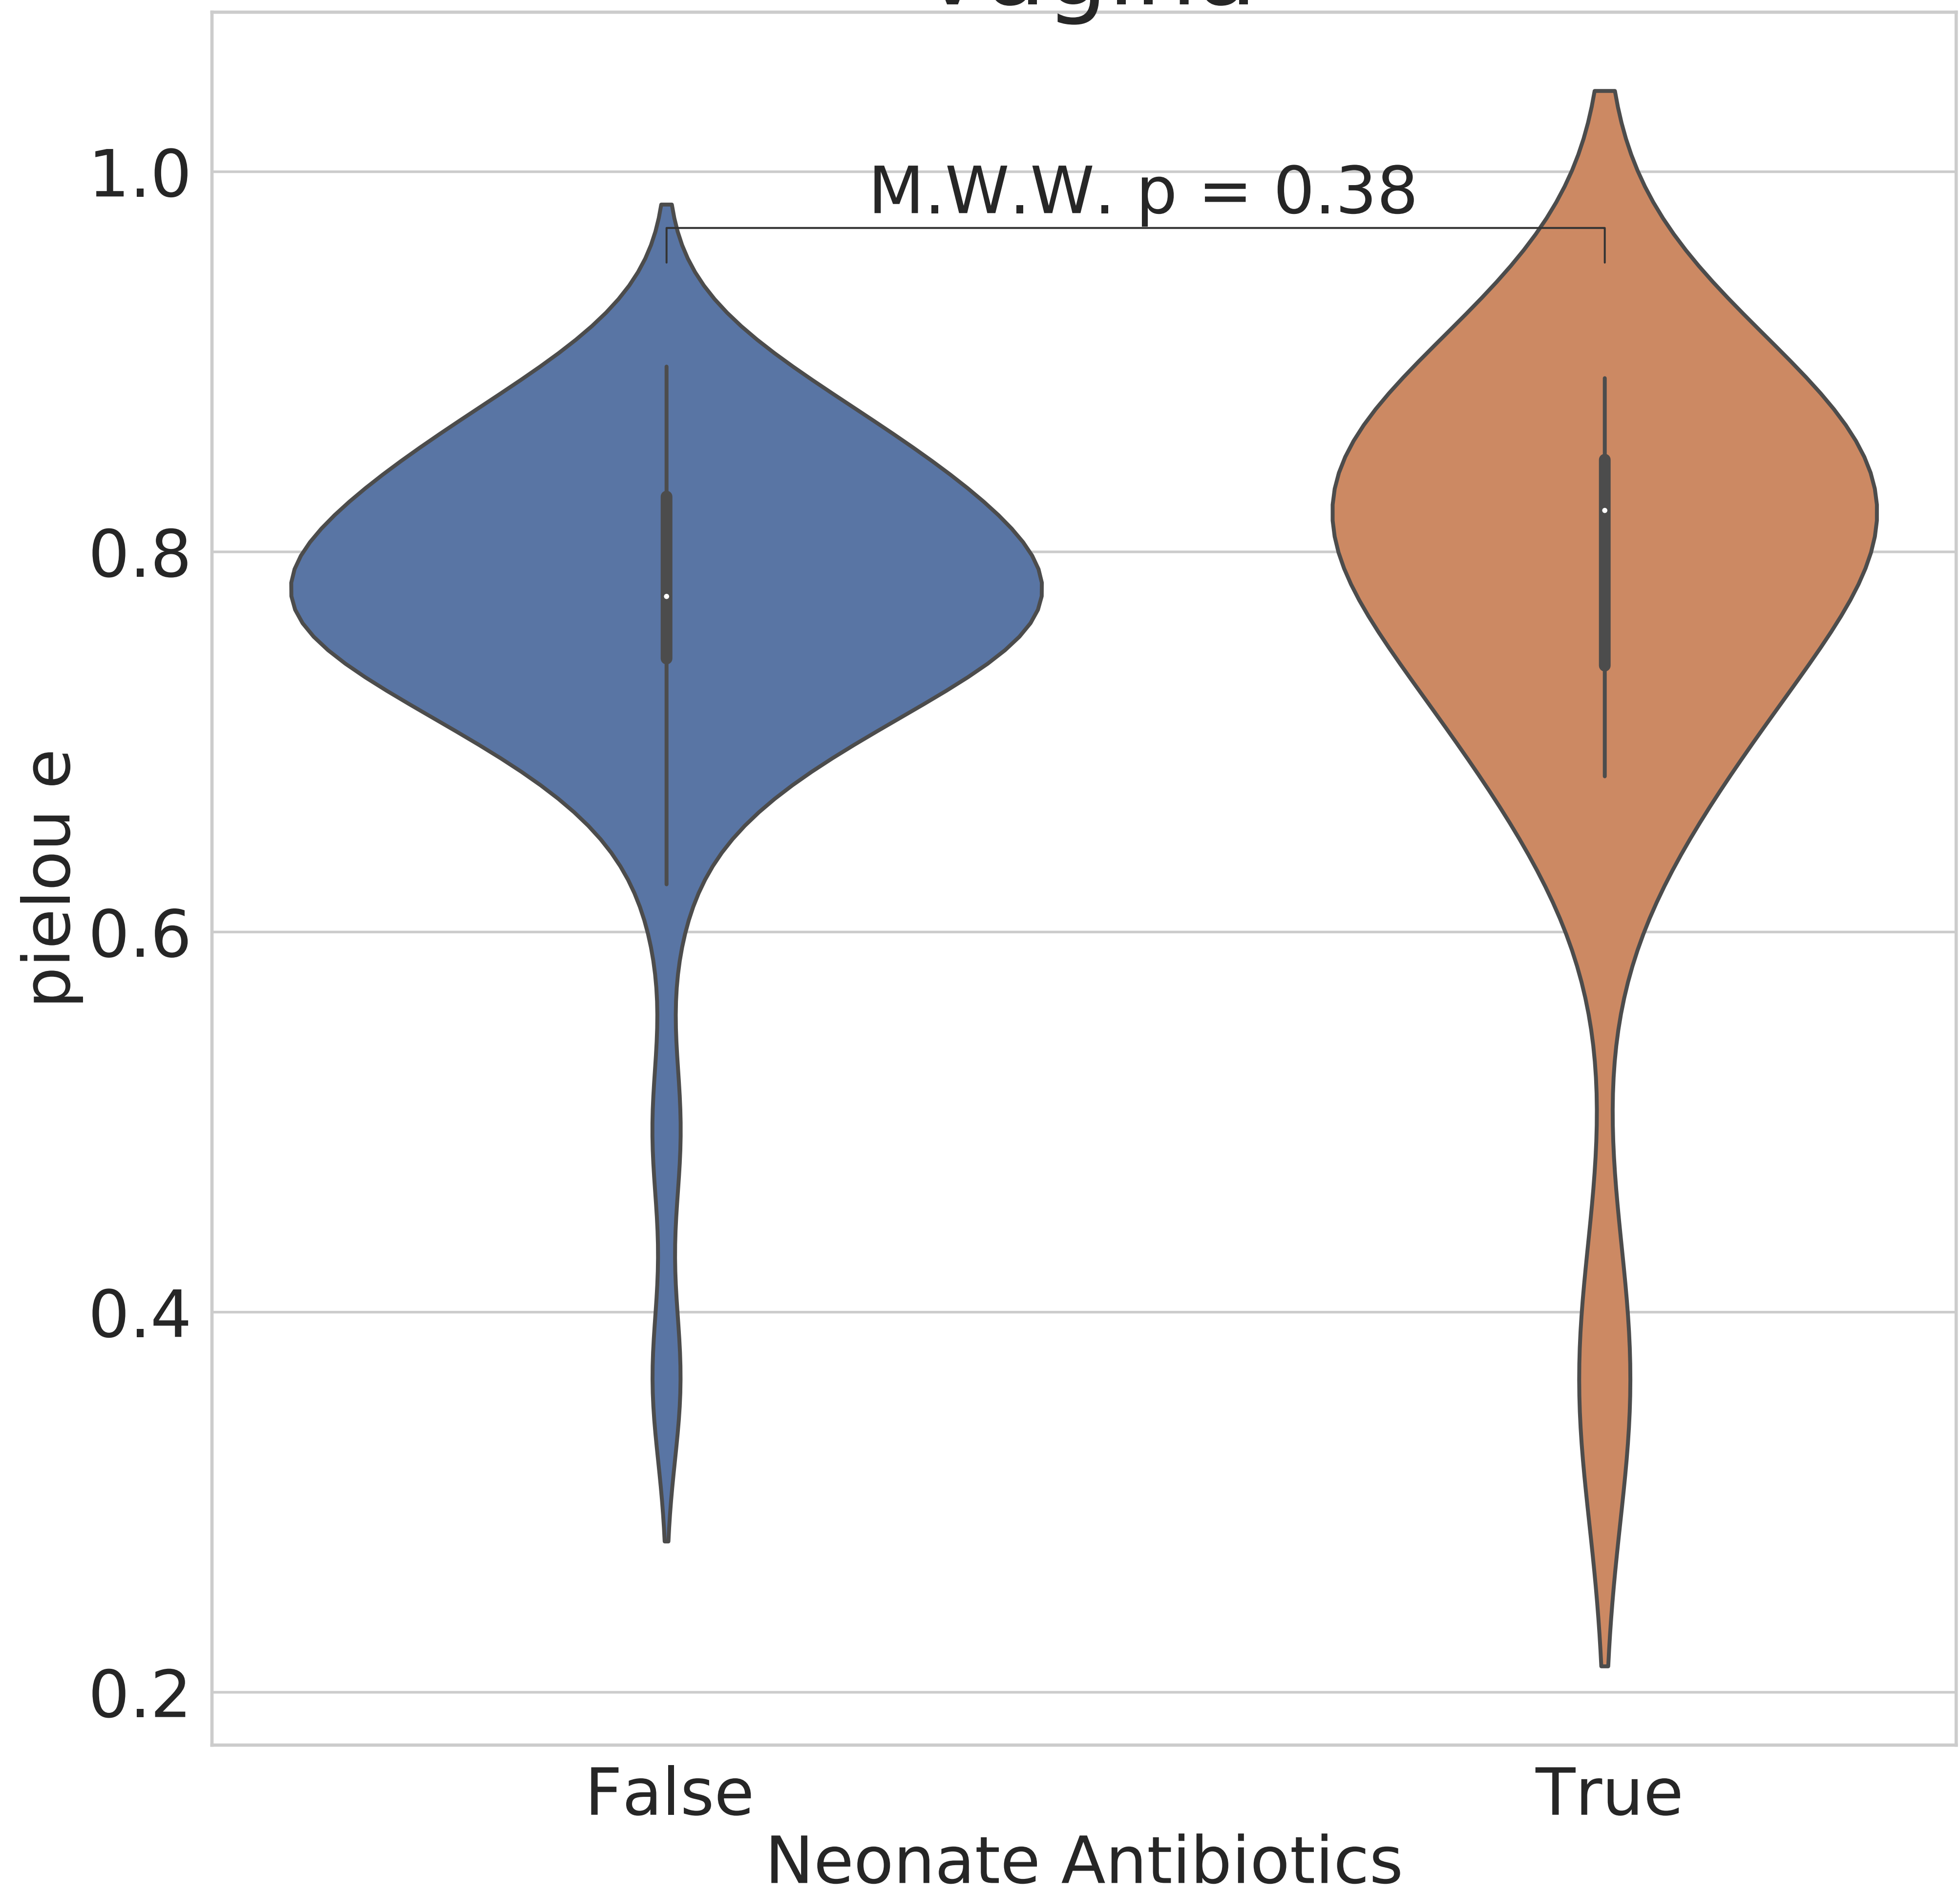 1.0
M.W.W. p = 0.38
0.8
pielou e
0.6
0.4
0.2
False
True
Neonate Antibiotics